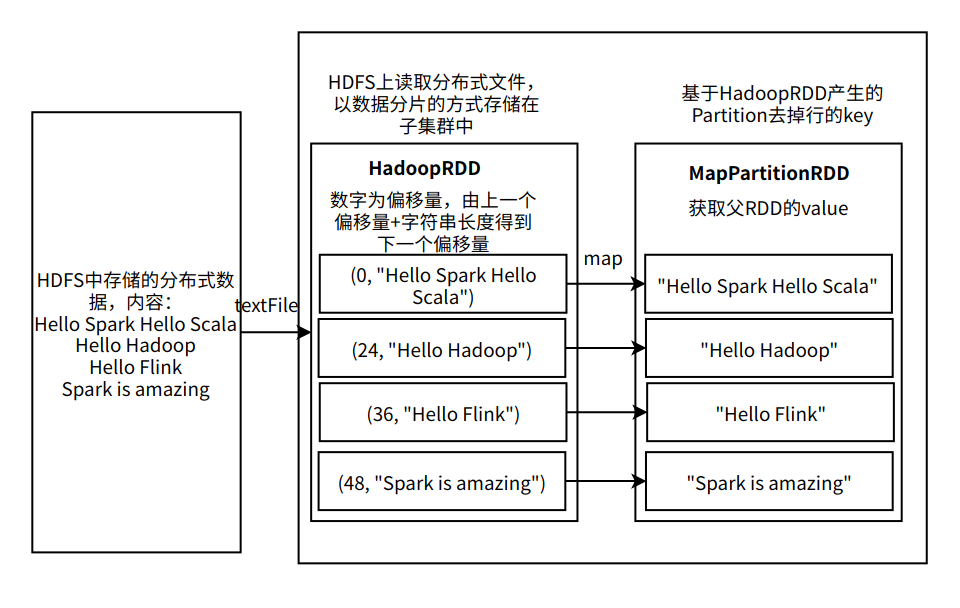 HDFS中存储的分布式数
据，内容：
Hello Spark Hello Scala
Hello Hadoop
Hello Flink
Spark is amazing
textFile
HDFS上读取分布式文件，
以数据分片的方式存储在
子集群中
HadoopRDD
数字为偏移量，由上一个
偏移量+字符串长度得到
下一个偏移量
(0, "Hello Spark Hello
Scala")
(24, "Hello Hadoop")
(36, "Hello Flink")
(48, "Spark is amazing")
map
基于HadoopRDD产生的
Partition去掉行的key
MapPartitionRDD
获取父RDD的value
"Hello Spark Hello Scala"
"Hello Hadoop"
"Hello Flink"
"Spark is amazing"